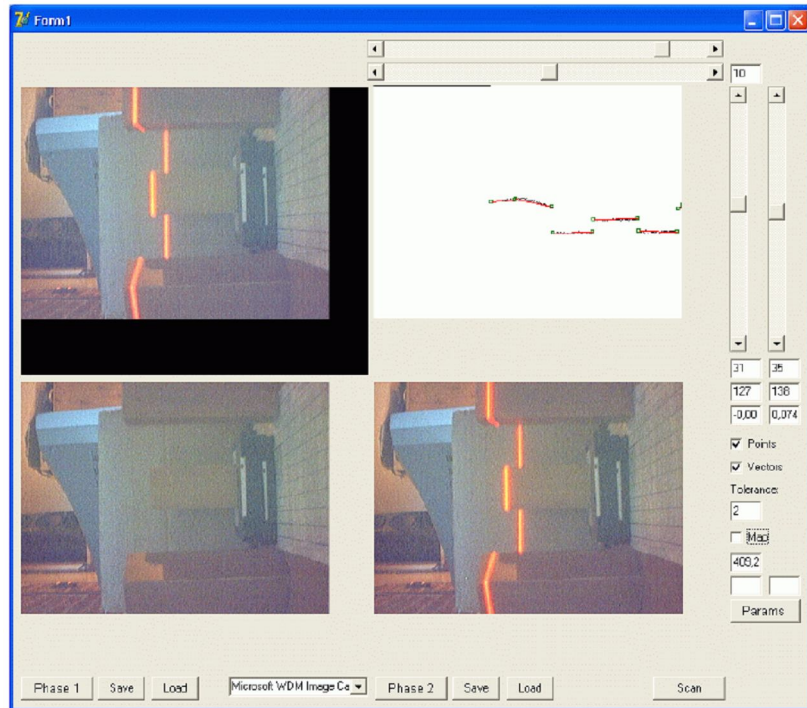 Form1
10
31 35
127 138
-0,00 0,074
Points
Vectors
Tolerance:
2
Map
409,2
Params
Phase 1 Save Load Microsoft WDM Image Ca Phase 2 Save Load Scan